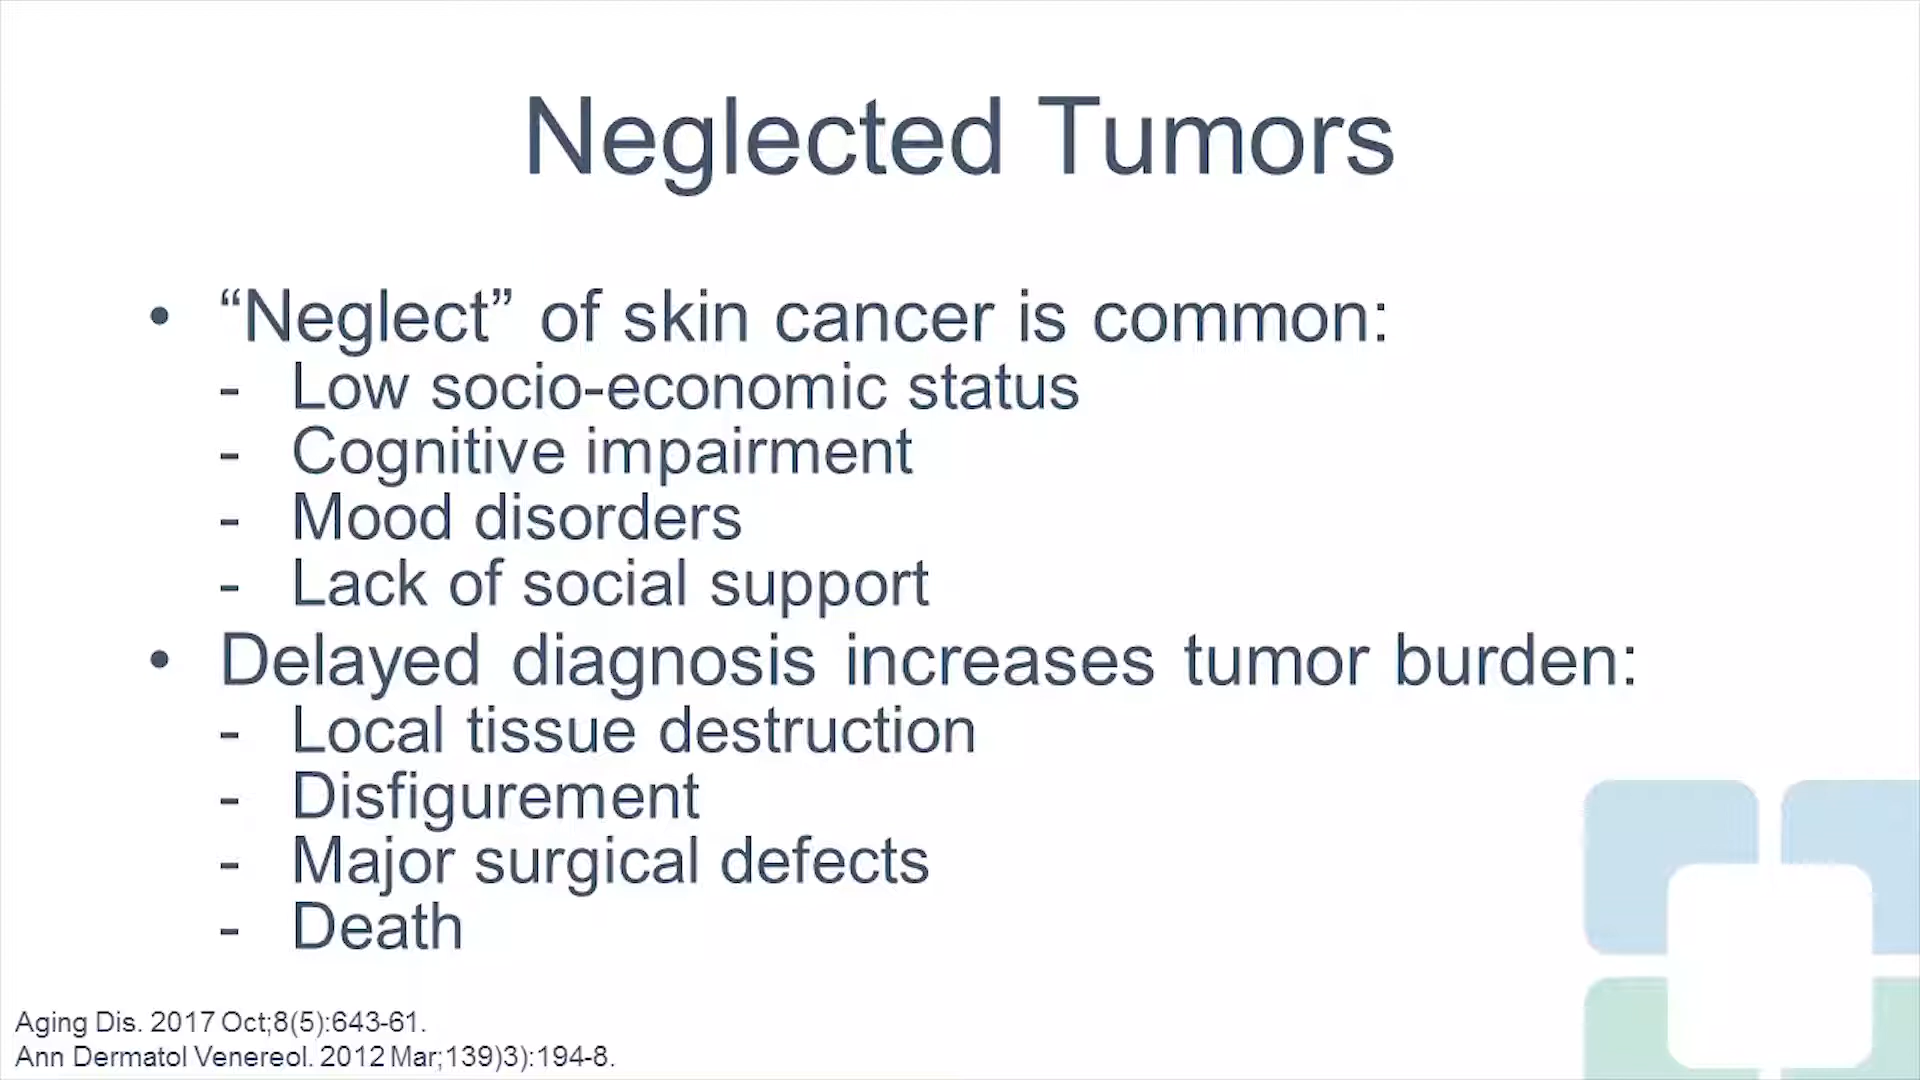 Neglected Tumors
• “Neglect” of skin cancer is common:
- Low socio-economic status
- Cognitive impairment
- Mood disorders
- Lack of social support
• Delayed diagnosis increases tumor burden:
- Local tissue destruction
- Disfigurement
- Major surgical defects
- Death
Aging Dis. 2017 Oct;8(5):643-61.
Ann Dermatol Venereol. 2012 Mar;139)3):194-8.